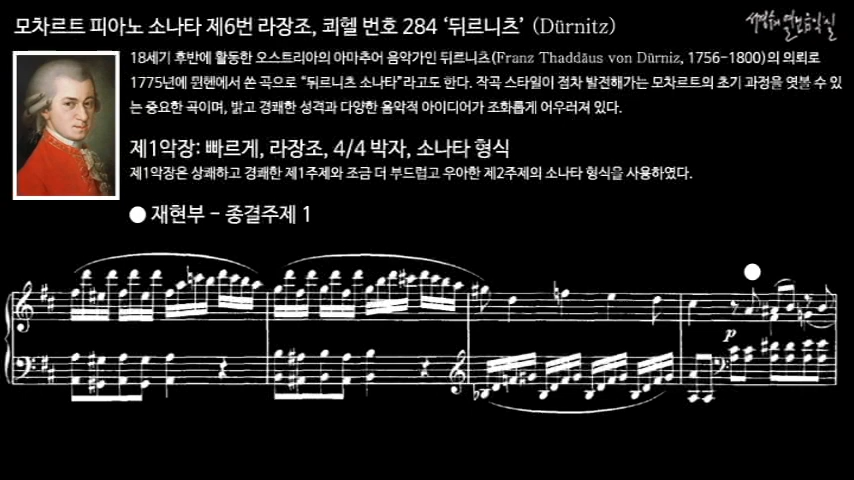 모차르트 피아노 소나타 제6번 라장조, 쾨헬 번호 284 ‘뒤르니츠’ (Dürnitz)
서정원의 열린음악실
18세기 후반에 활동한 오스트리아의 아마추어 음악가인 뒤르니츠(Franz Thaddäus von Dürniz, 1756-1800)의 의뢰로
1775년에 뮌헨에서 쓴 곡으로 “뒤르니츠 소나타”라고도 한다. 작곡 스타일이 점차 발전해가는 모차르트의 초기 과정을 엿볼 수 있
는 중요한 곡이며, 밝고 경쾌한 성격과 다양한 음악적 아이디어가 조화롭게 어우러져 있다.
제1악장: 빠르게, 라장조, 4/4 박자, 소나타 형식
제1악장은 상쾌하고 경쾌한 제1주제와 조금 더 부드럽고 우아한 제2주제의 소나타 형식을 사용하였다.
● 재현부 - 종결주제 1
p